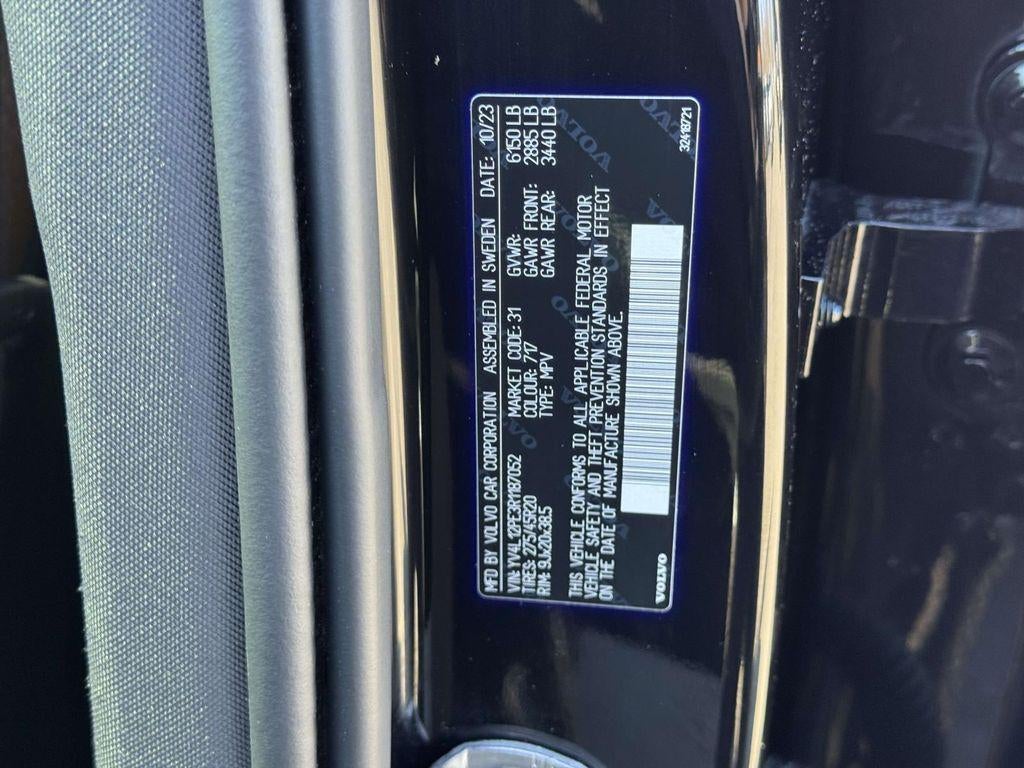 MFD BY VOLVO CAR CORPORATION ASSEMBLED IN SWEDEN DATE: 10/23
VIN: YV4L12PE3R1187052 MARKET CODE: 31 GVWR: 6150 LB
TIRES: 275/45R20 COLOUR: 717 GAWR FRONT: 2885 LB
RIM: 9Jx20x38.5 TYPE: MPV GAWR REAR: 3440 LB
THIS VEHICLE CONFORMS TO ALL APPLICABLE FEDERAL MOTOR
VEHICLE SAFETY AND THEFT PREVENTION STANDARDS IN EFFECT
ON THE DATE OF MANUFACTURE SHOWN ABOVE.
VOLVO 32418721